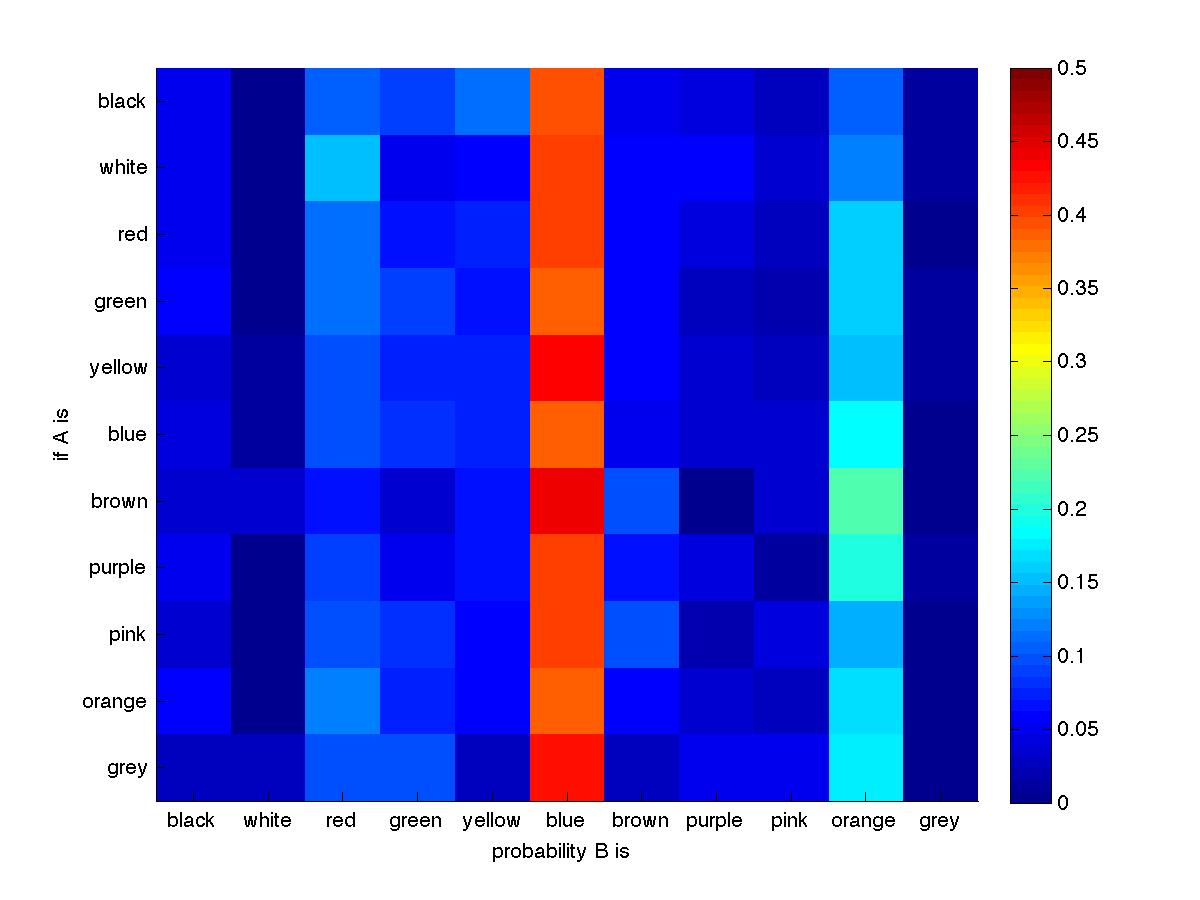 black
white
red
green
yellow
blue
brown
purple
pink
orange
grey
if A is
black white red green yellow blue brown purple pink orange grey
probability B is
0.5
0.45
0.4
0.35
0.3
0.25
0.2
0.15
0.1
0.05
0